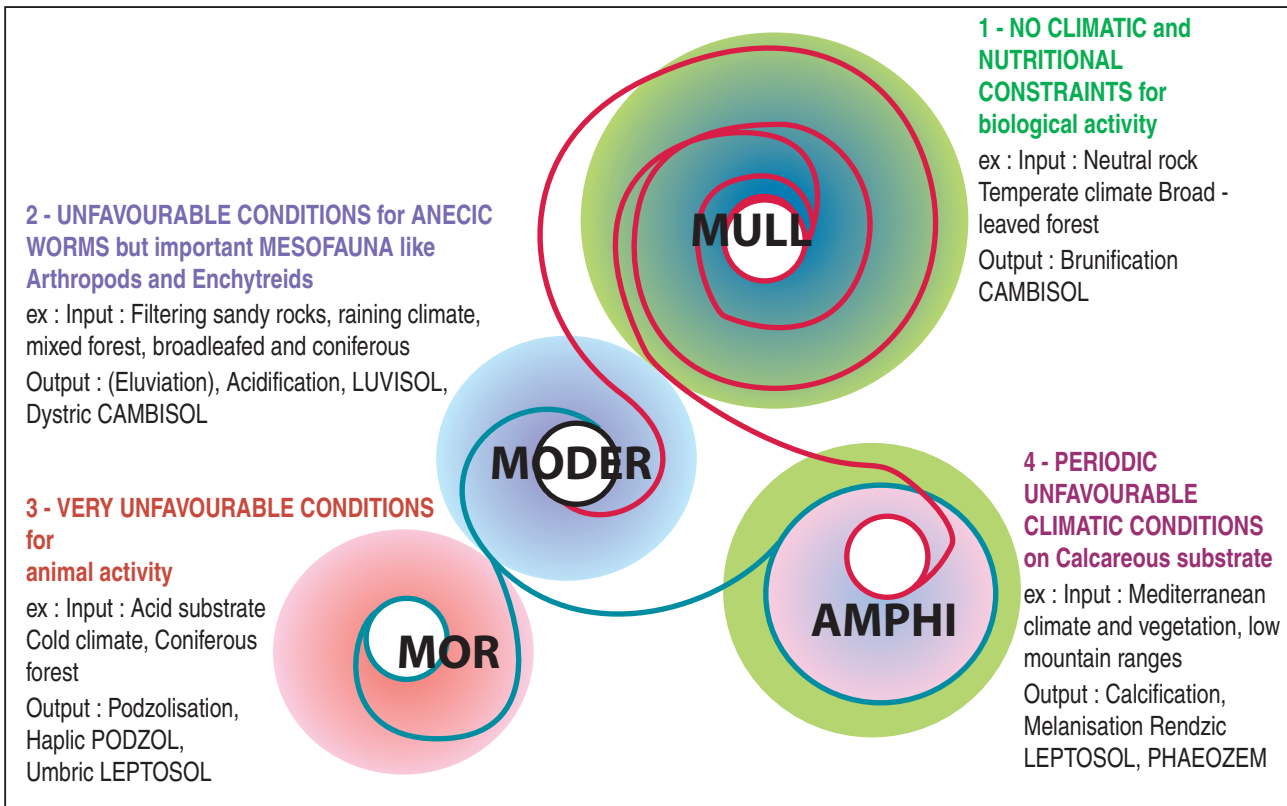 1 - NO CLIMATIC and
NUTRITIONAL
CONSTRAINTS for
biological activity
ex : Input : Neutral rock
Temperate climate Broad -
leaved forest
Output : Brunification
CAMBISOL
MULL
2 - UNFAVOURABLE CONDITIONS for ANECIC
WORMS but important MESOFAUNA like
Arthropods and Enchytreids
ex : Input : Filtering sandy rocks, raining climate,
mixed forest, broadleafed and coniferous
Output : (Eluviation), Acidification, LUVISOL,
Dystric CAMBISOL
MODER
3 - VERY UNFAVOURABLE CONDITIONS
for
animal activity
ex : Input : Acid substrate
Cold climate, Coniferous
forest
Output : Podzolisation,
Haplic PODZOL,
Umbric LEPTOSOL
MOR
4 - PERIODIC
UNFAVOURABLE
CLIMATIC CONDITIONS
on Calcareous substrate
ex : Input : Mediterranean
climate and vegetation, low
mountain ranges
Output : Calcification,
Melanisation Rendzic
LEPTOSOL, PHAEOZEM
AMPHI